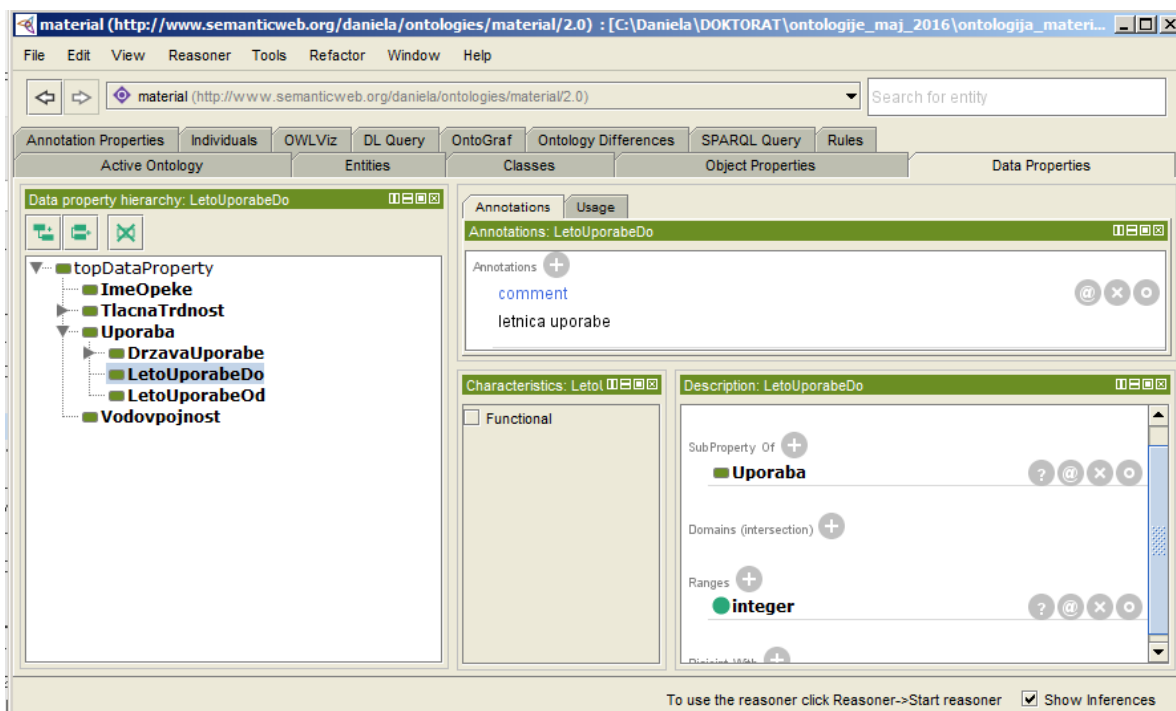 material (http://www.semanticweb.org/daniela/ontologies/material/2.0) : [C:\Daniela\DOKTORAT\ontologije_maj_2016\ontologija_materi...
File Edit View Reasoner Tools Refactor Window Help
material (http://www.semanticweb.org/daniela/ontologies/material/2.0)
Search for entity
Annotation Properties Individuals OWLViz DL Query OntoGraf Ontology Differences SPARQL Query Rules
Active Ontology Entities Classes Object Properties Data Properties
Data property hierarchy: LetoUporabeDo
topDataProperty
ImeOpeke
TlacnaTrdnost
Uporaba
DrzavaUporabe
LetoUporabeDo
LetoUporabeOd
Vodovpojnost
Annotations Usage
Annotations: LetoUporabeDo
Annotations
comment
letnica uporabe
Characteristics: LetoU
Functional
Description: LetoUporabeDo
SubProperty Of
Uporaba
Domains (intersection)
Ranges
integer
Disjoint With
To use the reasoner click Reasoner->Start reasoner Show Inferences